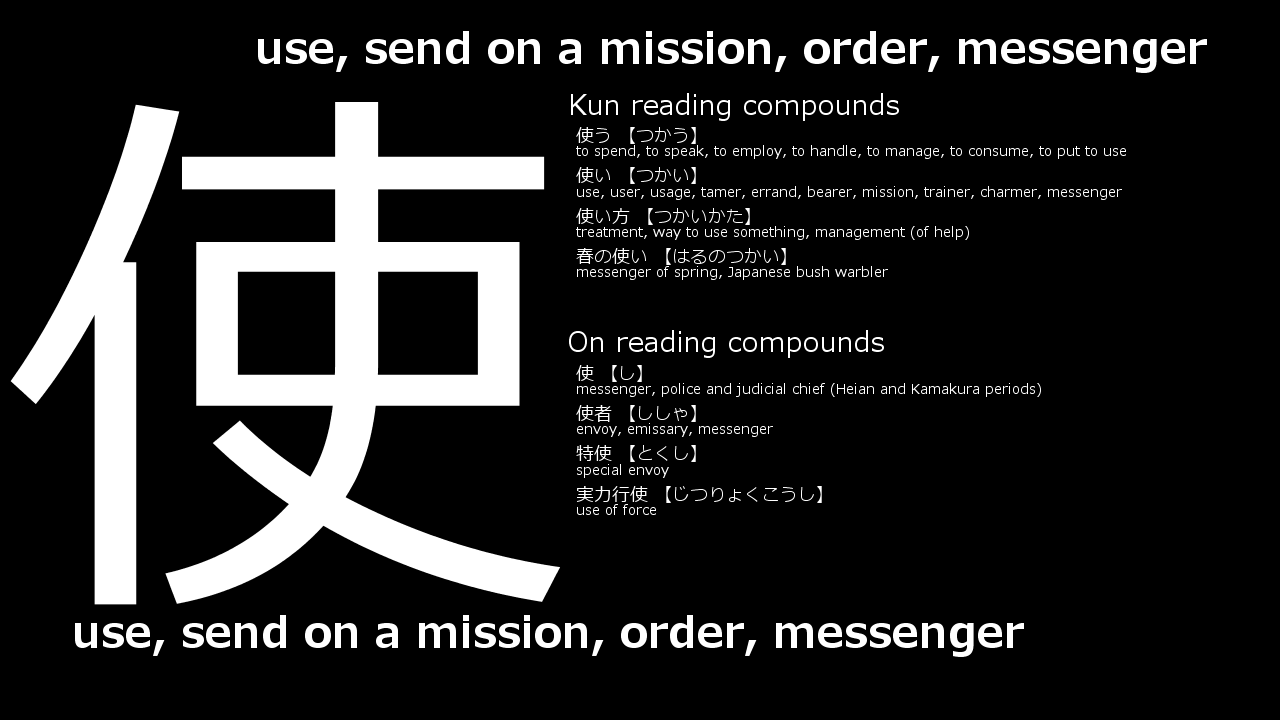 use, send on a mission, order, messenger
使
Kun reading compounds
使う 【つかう】
to spend, to speak, to employ, to handle, to manage, to consume, to put to use
使い 【つかい】
use, user, usage, tamer, errand, bearer, mission, trainer, charmer, messenger
使い方 【つかいかた】
treatment, way to use something, management (of help)
春の使い 【はるのつかい】
messenger of spring, Japanese bush warbler
On reading compounds
使 【し】
messenger, police and judicial chief (Heian and Kamakura periods)
使者 【ししゃ】
envoy, emissary, messenger
特使 【とくし】
special envoy
実力行使 【じつりょくこうし】
use of force
use, send on a mission, order, messenger